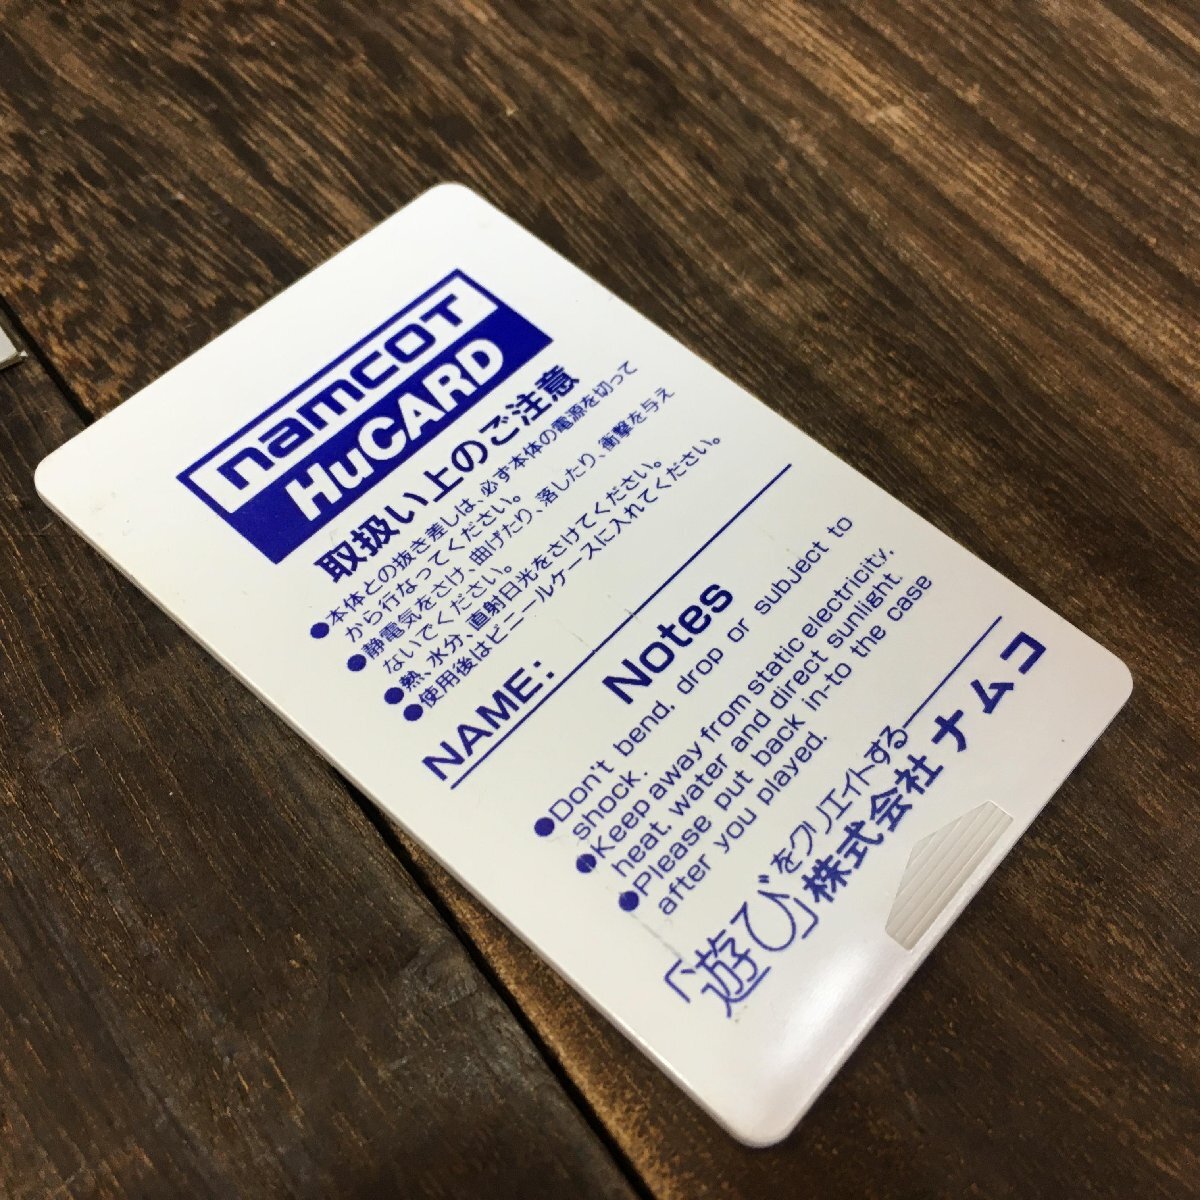 namcoT
HuCARD
取扱い上のご注意
●本体との抜き差しは、必ず本体の電源を切って
から行なってください。
●静電気をさけ、曲げたり、落したり、衝撃を与え
ないでください。
●熱、水分、直射日光をさけてください。
●使用後はビニールケースに入れてください。
NAME:
Notes
●Don't bend, drop or subject to
shock.
●Keep away from static electricity,
heat, water and direct sunlight.
●Please put back in-to the case
after you played.
「遊び」をクリエイトする
株式会社ナムコ